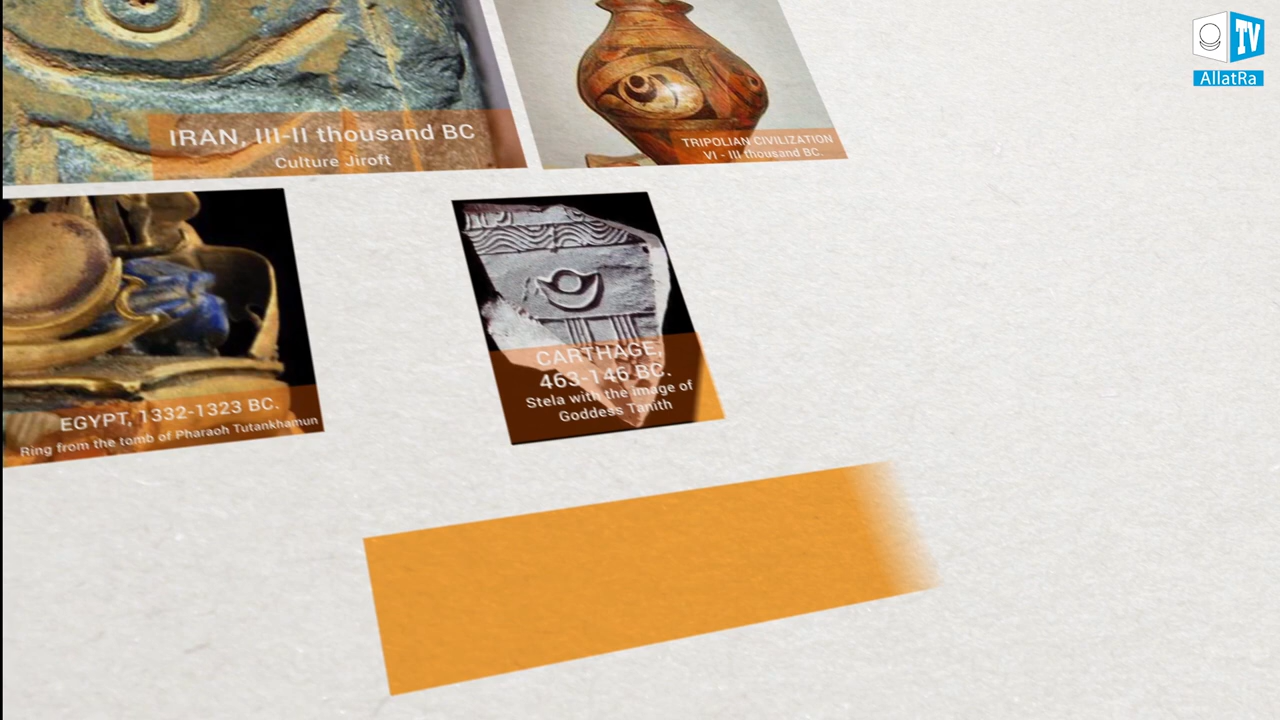 TV
AllatRa
IRAN, III-II thousand BC
Culture Jiroft
TRIPOLIAN CIVILIZATION
VI - III thousand BC.
EGYPT, 1332-1323 BC.
Ring from the tomb of Pharaoh Tutankhamun
CARTHAGE,
463-146 BC.
Stela with the image of
Goddess Tanith